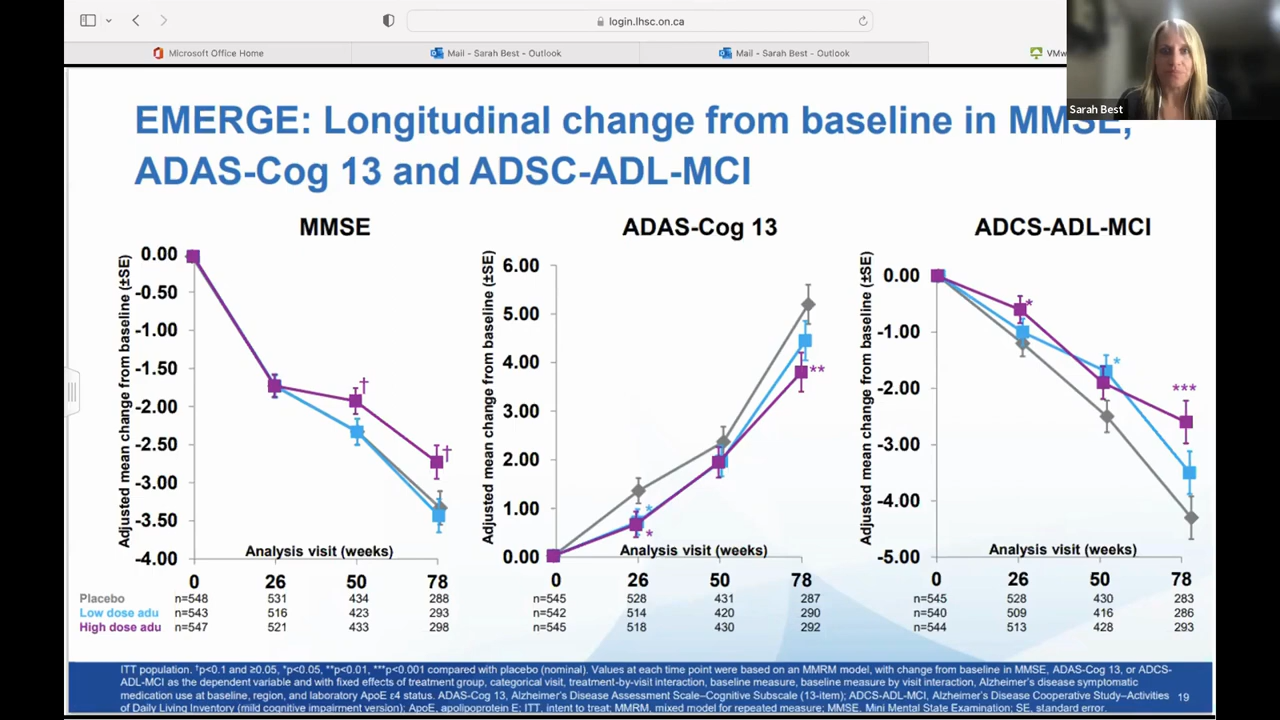 login.lhsc.on.ca
Microsoft Office Home
Mail - Sarah Best - Outlook
Mail - Sarah Best - Outlook
Sarah Best
EMERGE: Longitudinal change from baseline in MMSE,
ADAS-Cog 13 and ADSC-ADL-MCI
MMSE
Adjusted mean change from baseline (±SE)
0.00
-0.50
-1.00
-1.50
-2.00
-2.50
-3.00
-3.50
-4.00
†
†
Analysis visit (weeks)
0 26 50 78
ADAS-Cog 13
Adjusted mean change from baseline (±SE)
6.00
5.00
4.00
3.00
2.00
1.00
0.00
*
*
**
Analysis visit (weeks)
0 26 50 78
ADCS-ADL-MCI
Adjusted mean change from baseline (±SE)
0.00
-1.00
-2.00
-3.00
-4.00
-5.00
*
*
***
Analysis visit (weeks)
0 26 50 78
Placebo n=548 531 434 288 n=545 528 431 287 n=545 528 430 283
Low dose adu n=543 516 423 293 n=542 514 420 290 n=540 509 416 286
High dose adu n=547 521 433 298 n=545 518 430 292 n=544 513 428 293
ITT population. †p<0.1 and ≥0.05, *p<0.05, **p<0.01, ***p<0.001 compared with placebo (nominal). Values at each time point were based on an MMRM model, with change from baseline in MMSE, ADAS-Cog 13, or ADCS-
ADL-MCI as the dependent variable and with fixed effects of treatment group, categorical visit, treatment-by-visit interaction, baseline measure, baseline measure by visit interaction, Alzheimer's disease symptomatic
medication use at baseline, region, and laboratory ApoE ε4 status. ADAS-Cog 13, Alzheimer's Disease Assessment Scale–Cognitive Subscale (13-item); ADCS-ADL-MCI, Alzheimer's Disease Cooperative Study–Activities
of Daily Living Inventory (mild cognitive impairment version); ApoE, apolipoprotein E; ITT, intent to treat; MMRM, mixed model for repeated measure; MMSE, Mini Mental State Examination; SE, standard error.
19